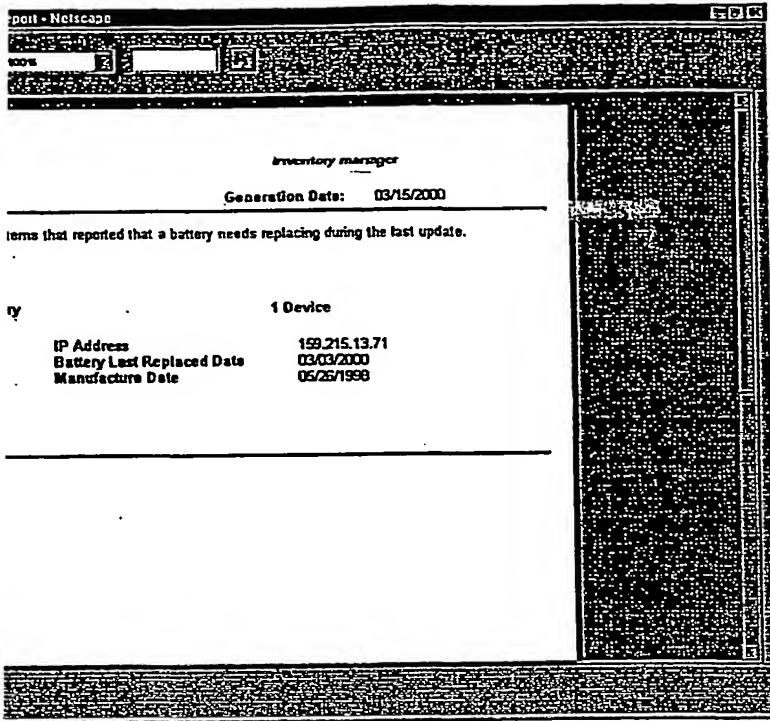 eport - Netscape
100%
Inventory manager
Generation Date: 03/15/2000
tems that reported that a battery needs replacing during the last update.
ry 1 Device
IP Address 159.215.13.71
Battery Last Replaced Date 03/03/2000
Manufacture Date 05/26/1998